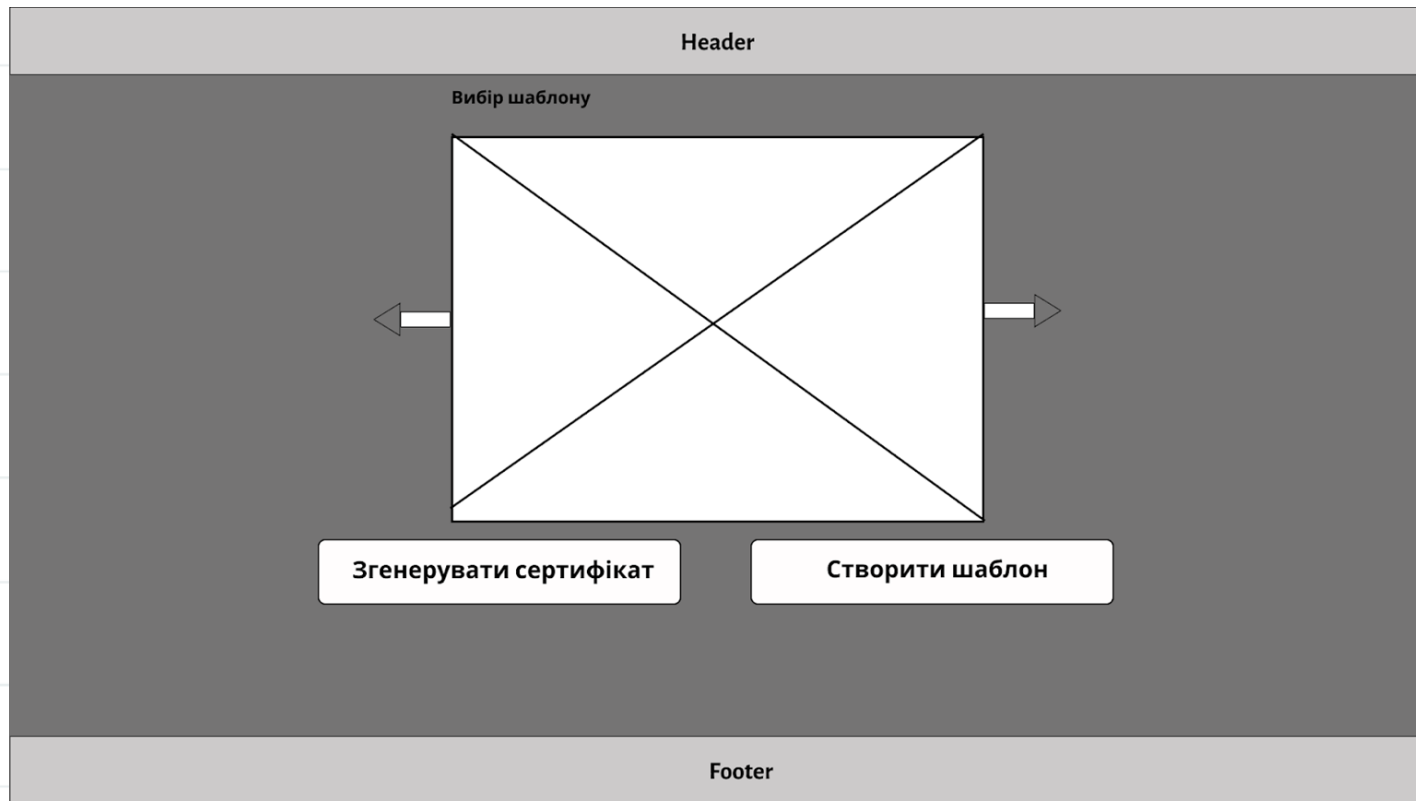 Header
Вибір шаблону
Згенерувати сертифікат
Створити шаблон
Footer